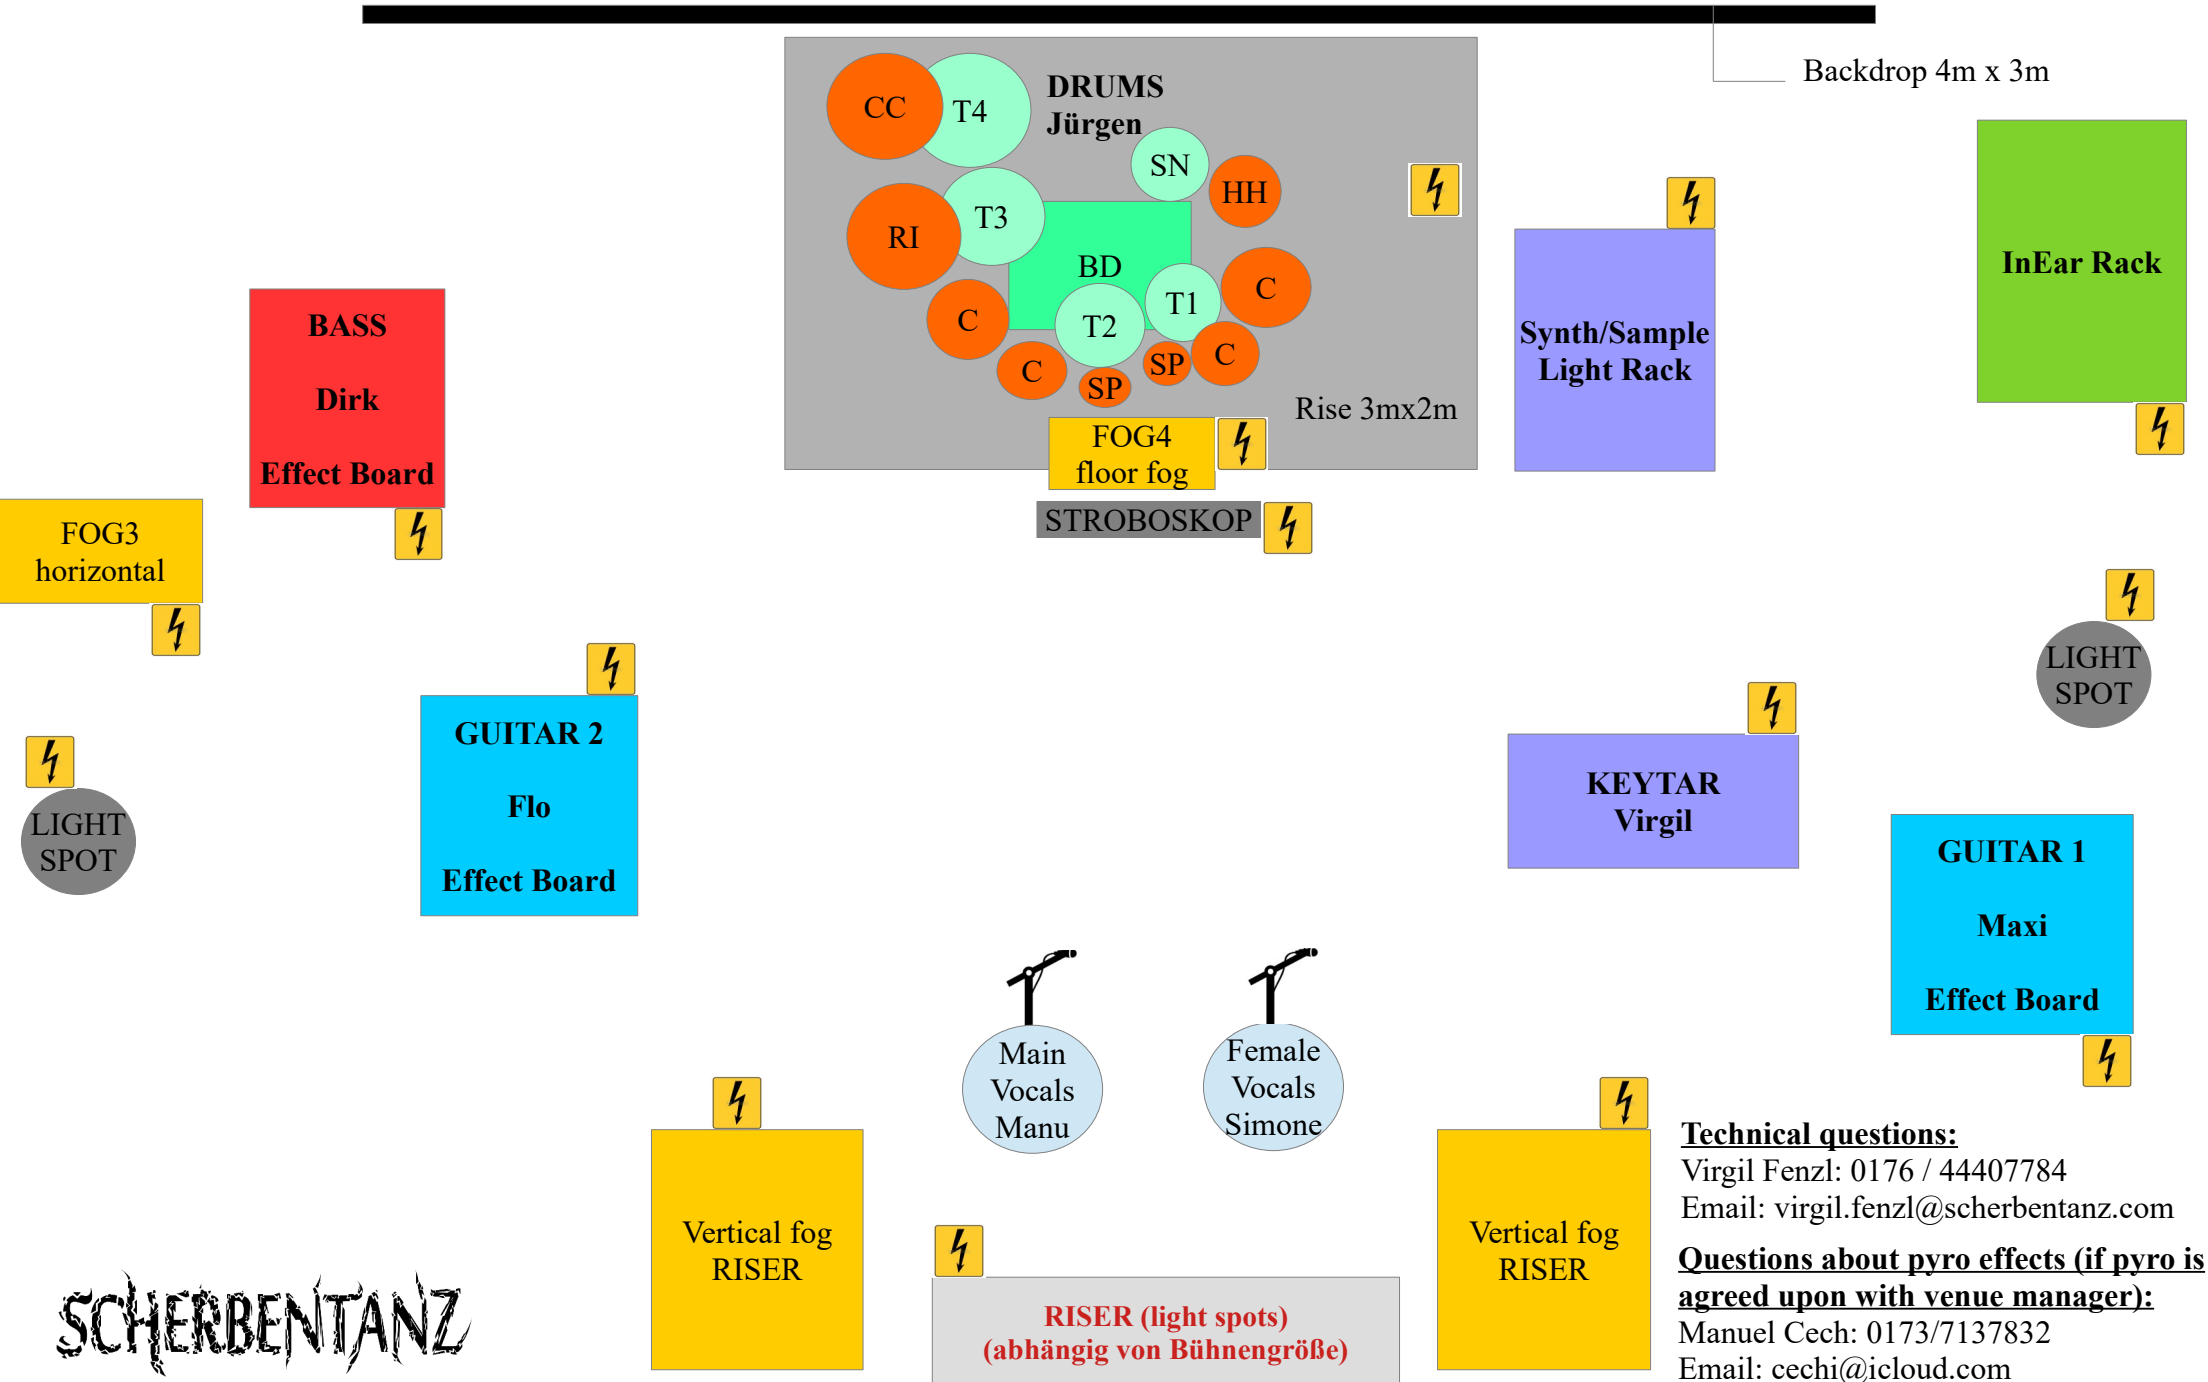 Backdrop 4m x 3m
DRUMS
Jürgen
CC
T4
SN
HH
T3
RI
BD
C
T1
C
T2
C
C
SP
SP
Rise 3mx2m
FOG4
floor fog
STROBOSKOP
Synth/Sample
Light Rack
InEar Rack
BASS
Dirk
Effect Board
FOG3
horizontal
LIGHT
SPOT
GUITAR 2
Flo
Effect Board
LIGHT
SPOT
KEYTAR
Virgil
GUITAR 1
Maxi
Effect Board
Main
Vocals
Manu
Female
Vocals
Simone
Vertical fog
RISER
RISER (light spots)
(abhängig von Bühnengröße)
Vertical fog
RISER
Technical questions:
Virgil Fenzl: 0176 / 44407784
Email: virgil.fenzl@scherbentanz.com
Questions about pyro effects (if pyro is
agreed upon with venue manager):
Manuel Cech: 0173/7137832
Email: cechi@icloud.com
SCHERBENTANZ